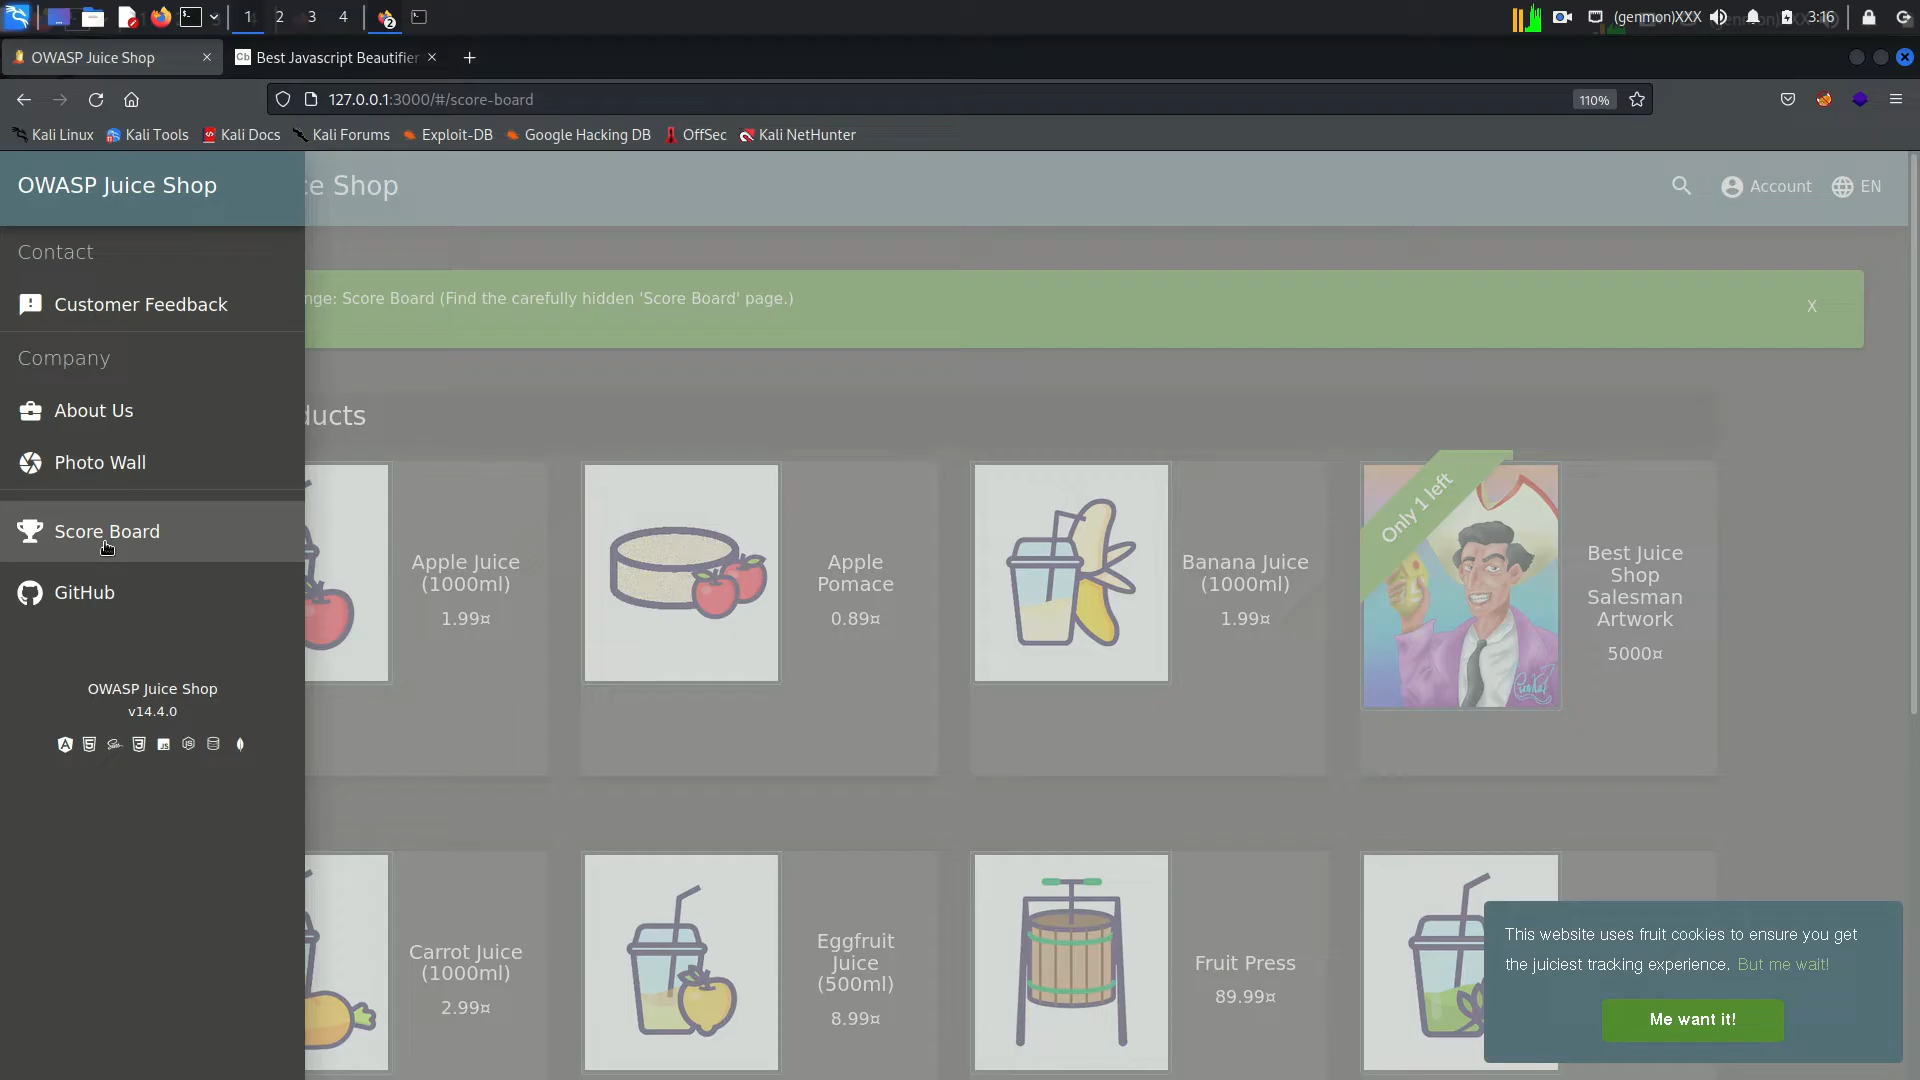 1 2 3 4 2 (genmon)XXX 3:16
OWASP Juice Shop Cb Best Javascript Beautifier
127.0.0.1:3000/#/score-board 110%
Kali Linux Kali Tools Kali Docs Kali Forums Exploit-DB Google Hacking DB OffSec Kali NetHunter
OWASP Juice Shop
ce Shop
Account EN
Contact
Customer Feedback
nge: Score Board (Find the carefully hidden 'Score Board' page.)
X
Company
About Us
Photo Wall
Score Board
GitHub
OWASP Juice Shop
v14.4.0
ducts
Apple Juice
(1000ml)
1.99¤
Apple
Pomace
0.89¤
Banana Juice
(1000ml)
1.99¤
Only 1 left
Best Juice
Shop
Salesman
Artwork
5000¤
Carrot Juice
(1000ml)
2.99¤
Eggfruit
Juice
(500ml)
8.99¤
Fruit Press
89.99¤
This website uses fruit cookies to ensure you get
the juiciest tracking experience. But me wait!
Me want it!